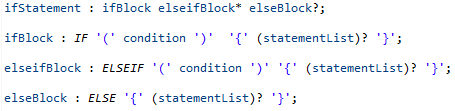 ifStatement : ifBlock elseifBlock* elseBlock?;
ifBlock : IF '(' condition ')'  '{' (statementList)? '}';
elseifBlock : ELSEIF '(' condition ')' '{' (statementList)? '}';
elseBlock : ELSE '{' (statementList)? '}';